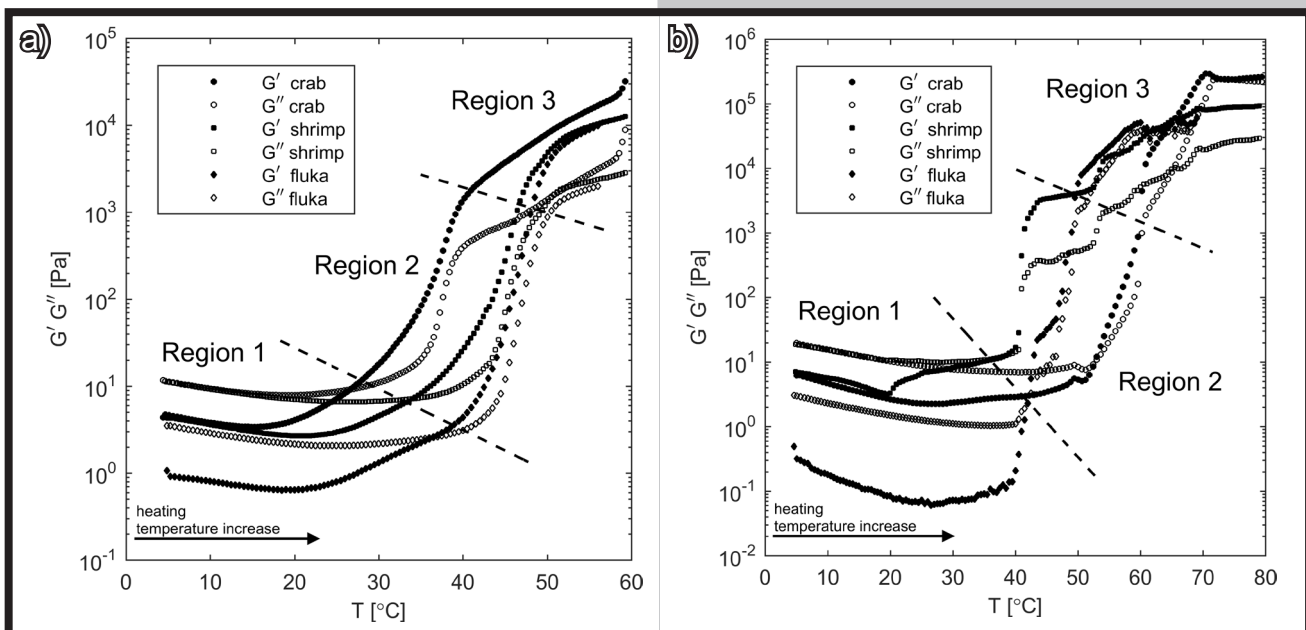 a)
10^5
10^4
10^3
10^2
10^1
10^0
10^-1
G′ G″ [Pa]
G′ crab
G″ crab
G′ shrimp
G″ shrimp
G′ fluka
G″ fluka
Region 3
Region 2
Region 1
heating
temperature increase
0 10 20 30 40 50 60
T [°C]
b)
10^6
10^5
10^4
10^3
10^2
10^1
10^0
10^-1
10^-2
G′ G″ [Pa]
G′ crab
G″ crab
G′ shrimp
G″ shrimp
G′ fluka
G″ fluka
Region 3
Region 1
Region 2
heating
temperature increase
0 10 20 30 40 50 60 70 80
T [°C]